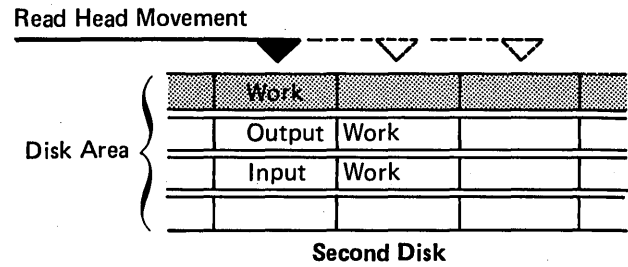 Read Head Movement
Work
Output Work
Disk Area
Input Work
Second Disk